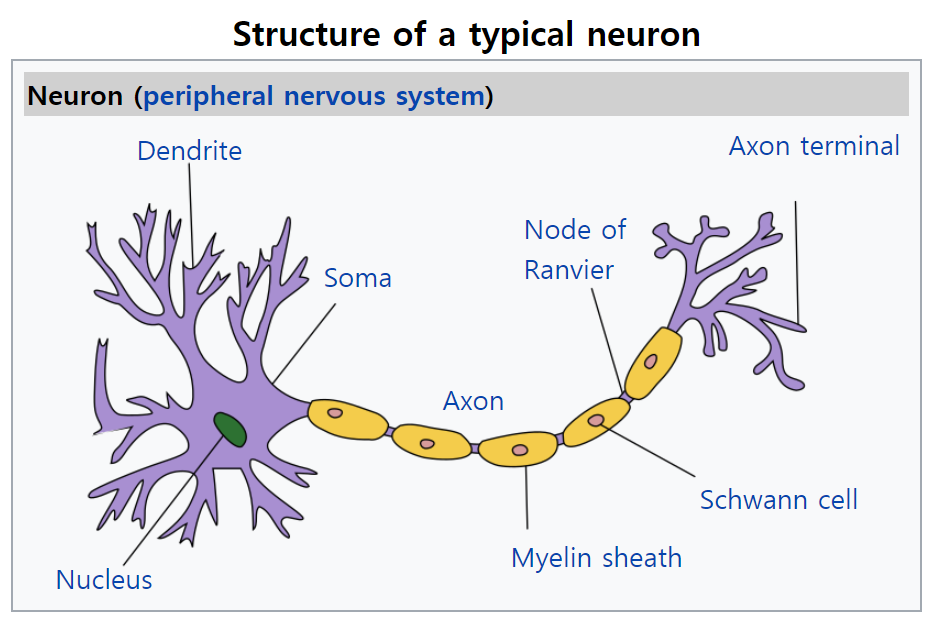 Structure of a typical neuron
Neuron (peripheral nervous system)
Dendrite
Axon terminal
Node of
Ranvier
Soma
Axon
Schwann cell
Myelin sheath
Nucleus